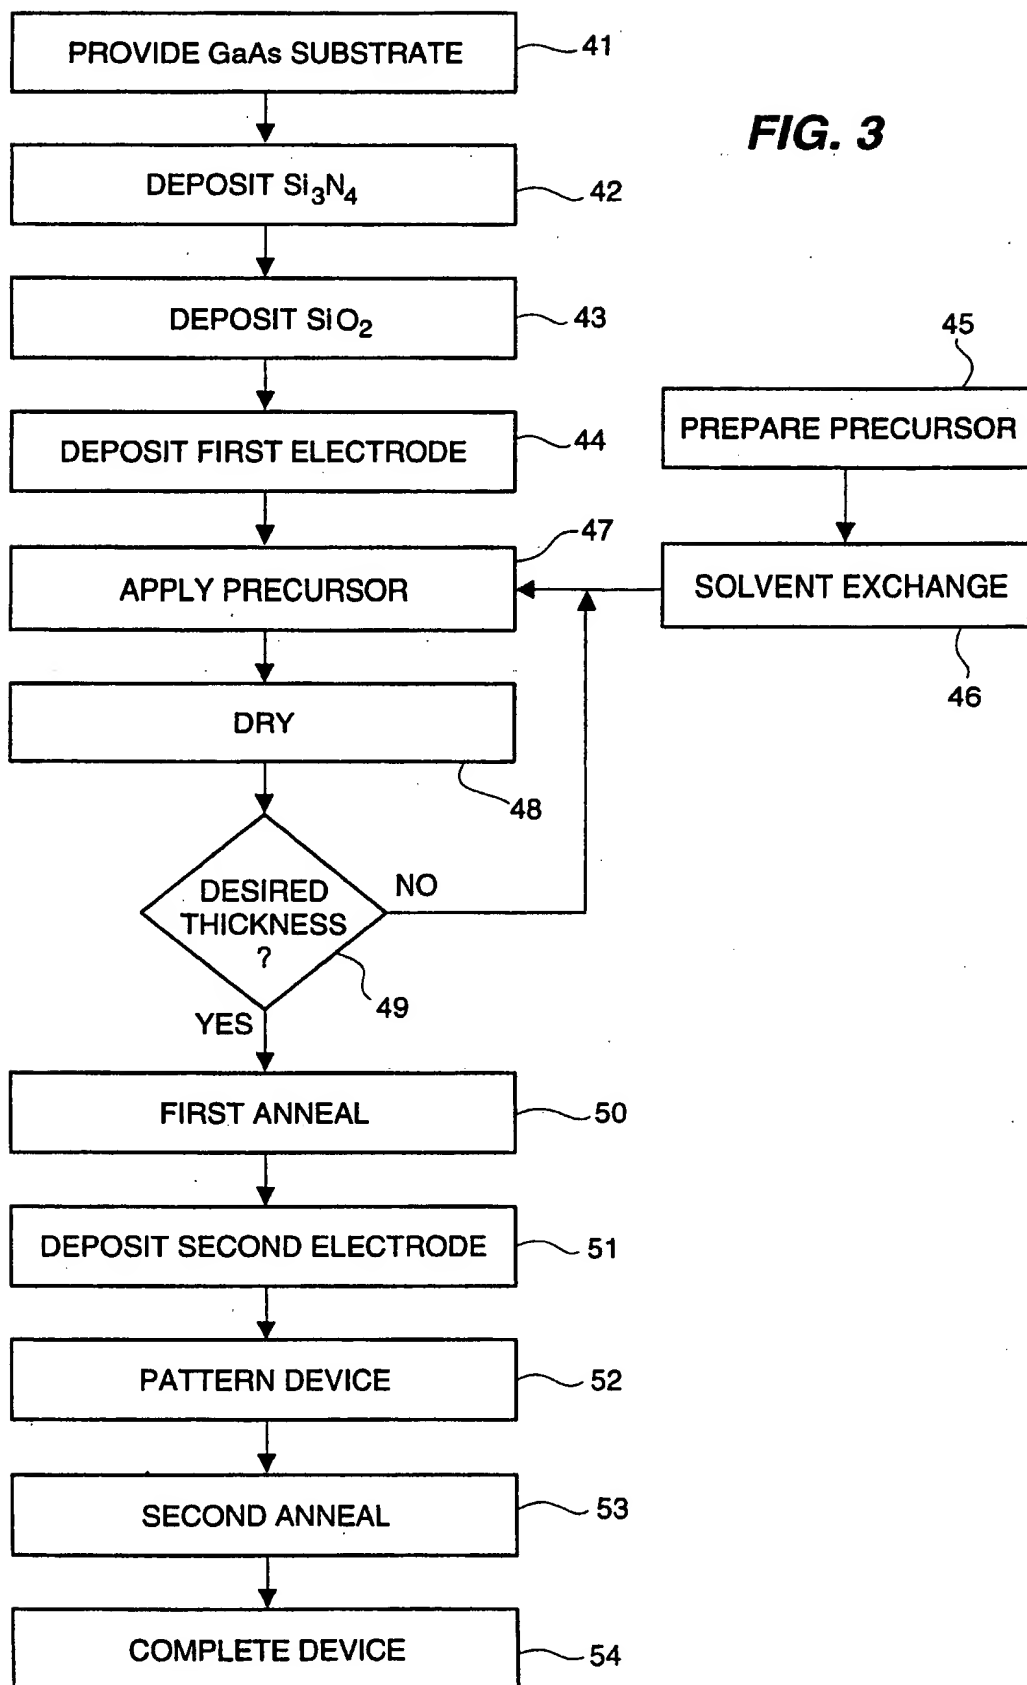 PROVIDE GaAs SUBSTRATE
41
FIG. 3
DEPOSIT Si3N4
42
DEPOSIT SiO2
43
DEPOSIT FIRST ELECTRODE
44
45
PREPARE PRECURSOR
SOLVENT EXCHANGE
46
47
APPLY PRECURSOR
DRY
48
DESIRED
THICKNESS
?
NO
49
YES
FIRST ANNEAL
50
DEPOSIT SECOND ELECTRODE
51
PATTERN DEVICE
52
SECOND ANNEAL
53
COMPLETE DEVICE
54